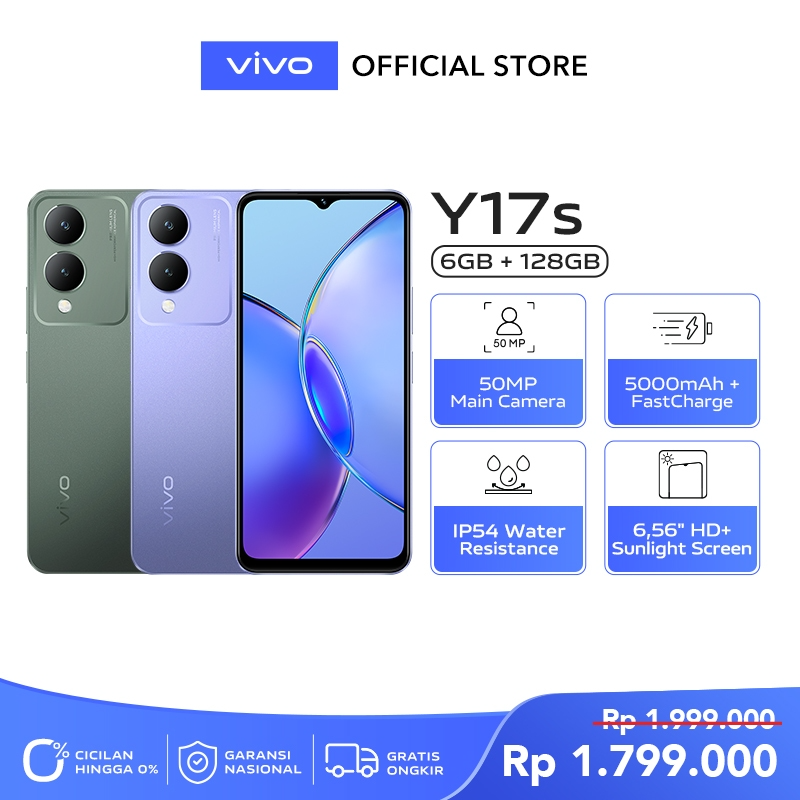 vivo OFFICIAL STORE
Y17s
6GB + 128GB
50 MP
50MP
Main Camera
5000mAh +
FastCharge
IP54 Water
Resistance
6,56" HD+
Sunlight Screen
vivo
vivo
0% CICILAN
HINGGA 0%
GARANSI
NASIONAL
GRATIS
ONGKIR
Rp 1.999.000
Rp 1.799.000